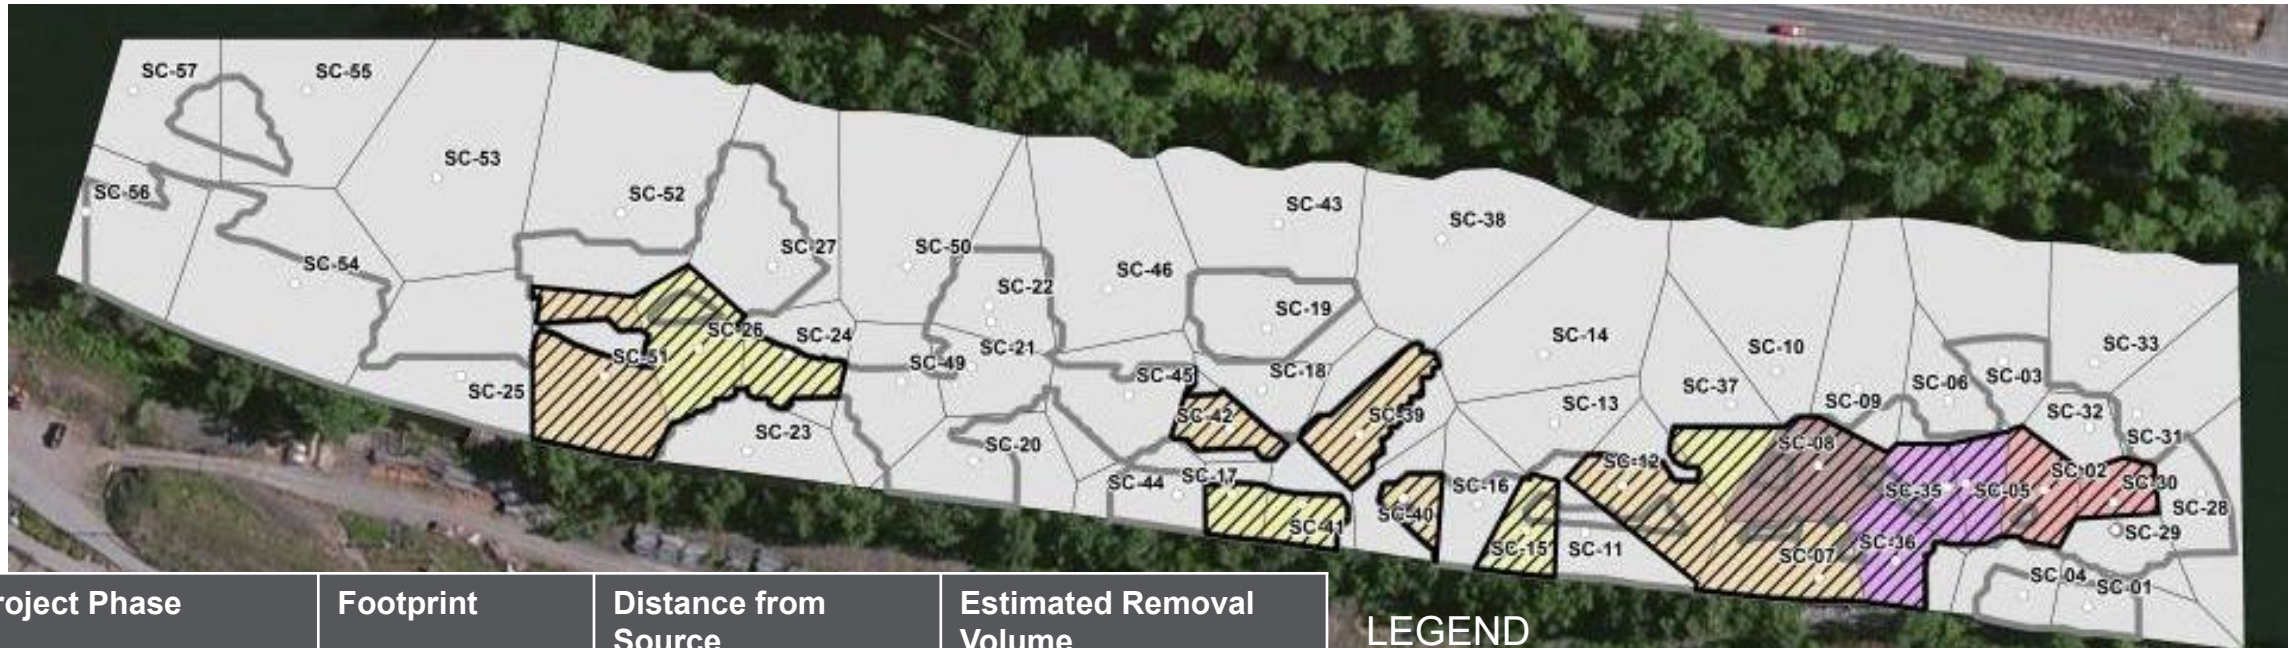 SC-57
SC-55
SC-53
SC-56
SC-52
SC-54
SC-27
SC-50
SC-43
SC-38
SC-22
SC-46
SC-19
SC-26
SC-24
SC-51
SC-25
SC-49
SC-21
SC-45
SC-18
SC-14
SC-10
SC-33
SC-37
SC-06
SC-03
SC-42
SC-39
SC-13
SC-09
SC-32
SC-23
SC-20
SC-08
SC-31
SC-12
SC-44
SC-17
SC-16
SC-35
SC-05
SC-02
SC-30
SC-41
SC-40
SC-28
SC-15
SC-11
SC-07
SC-36
SC-29
SC-04
SC-01
roject Phase
Footprint
Distance from
Source
Estimated Removal
Volume
LEGEND